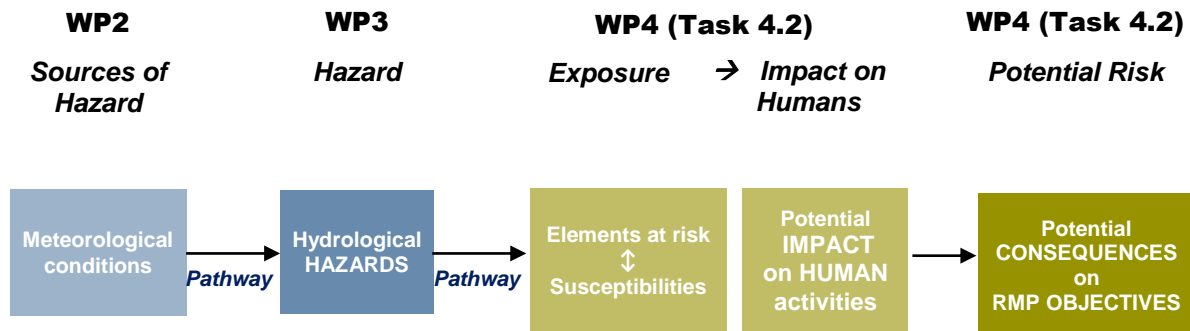 WP2
WP3
WP4 (Task 4.2)
WP4 (Task 4.2)
Sources of
Hazard
Hazard
Exposure → Impact on
Humans
Potential Risk
Meteorological
conditions
Pathway
Hydrological
HAZARDS
Pathway
Elements at risk
↕
Susceptibilities
Potential
IMPACT
on HUMAN
activities
Potential
CONSEQUENCES
on
RMP OBJECTIVES